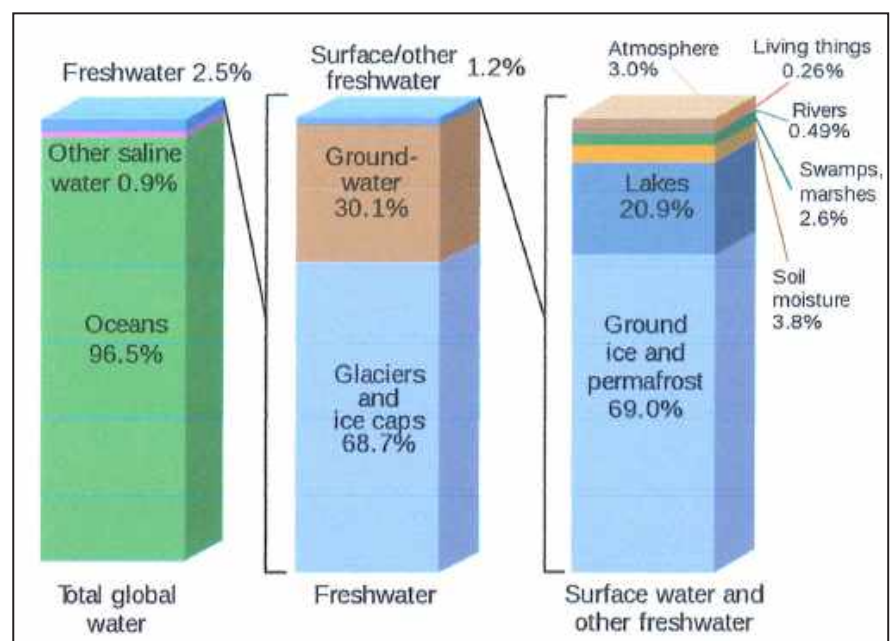 Freshwater 2.5%
Other saline
water 0.9%
Oceans
96.5%
Total global
water
Surface/other
freshwater
1.2%
Ground-
water
30.1%
Glaciers
and
ice caps
68.7%
Freshwater
Atmosphere
3.0%
Living things
0.26%
Rivers
0.49%
Swamps,
marshes
2.6%
Soil
moisture
3.8%
Lakes
20.9%
Ground
ice and
permafrost
69.0%
Surface water and
other freshwater